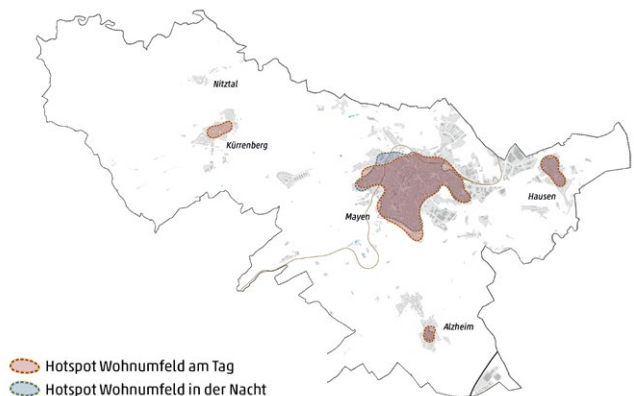 Nitztal
Kürrenberg
Hausen
Mayen
Alzheim
Hotspot Wohnumfeld am Tag
Hotspot Wohnumfeld in der Nacht